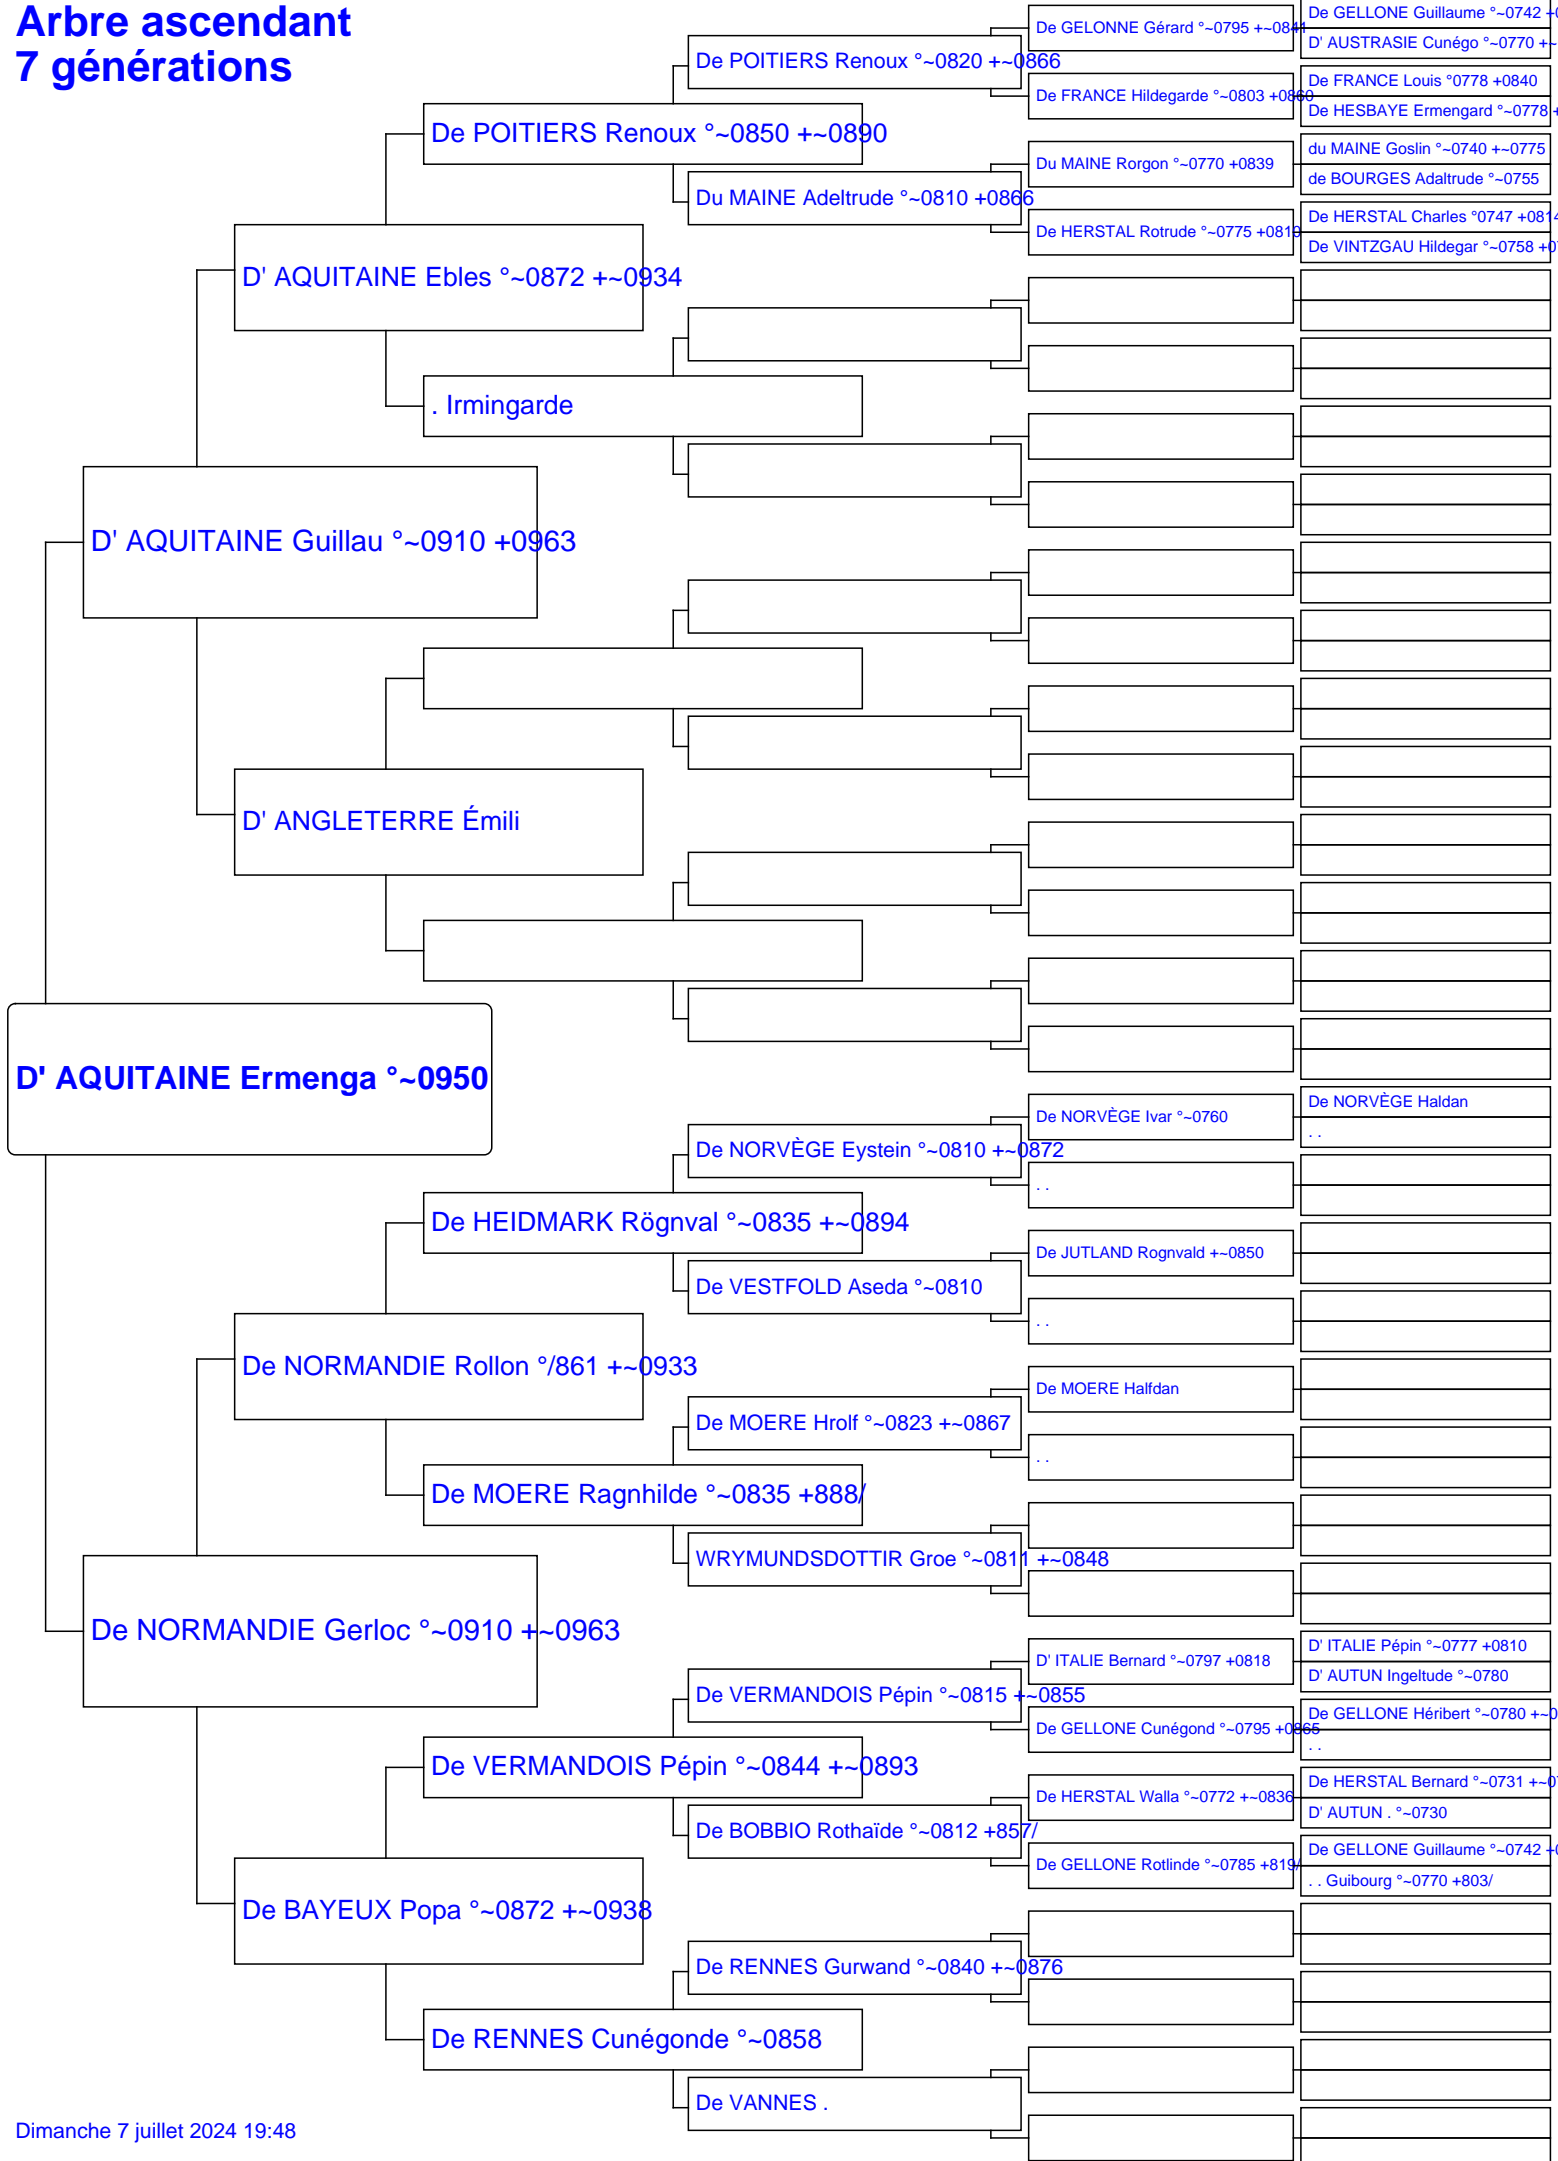 Arbre ascendant
7 générations
De GELLONE Guillaume °~0742
De GELONNE Gérard °~0795 +~0841
D' AUSTRASIE Cunégo °~0770 +~
De POITIERS Renoux °~0820 +~0866
De FRANCE Louis °0778 +0840
De FRANCE Hildegarde °~0803 +0860
De HESBAYE Ermengard °~0778 +
De POITIERS Renoux °~0850 +~0890
du MAINE Goslin °~0740 +~0775
Du MAINE Rorgon °~0770 +0839
de BOURGES Adaltrude °~0755
Du MAINE Adeltrude °~0810 +0866
De HERSTAL Charles °0747 +0814
De HERSTAL Rotrude °~0775 +0810
De VINTZGAU Hildegar °~0758
D' AQUITAINE Ebles °~0872 +~0934
. Irmingarde
D' AQUITAINE Guillau °~0910 +0963
D' ANGLETERRE Émili
D' AQUITAINE Ermenga °~0950
De NORVÈGE Haldan
De NORVÈGE Ivar °~0760
. .
De NORVÈGE Eystein °~0810 +~0872
. .
De HEIDMARK Rögnval °~0835 +~0894
De JUTLAND Rognvald +~0850
De VESTFOLD Aseda °~0810
. .
De NORMANDIE Rollon °/861 +~0933
De MOERE Halfdan
De MOERE Hrolf °~0823 +~0867
. .
De MOERE Ragnhilde °~0835 +888/
WRYMUNDSDOTTIR Groe °~0811 +~0848
De NORMANDIE Gerloc °~0910 +~0963
D' ITALIE Pépin °~0777 +0810
D' ITALIE Bernard °~0797 +0818
D' AUTUN Ingeltude °~0780
De VERMANDOIS Pépin °~0815 +~0855
De GELLONE Héribert °~0780
De GELLONE Cunégond °~0795 +0865
. .
De VERMANDOIS Pépin °~0844 +~0893
De HERSTAL Bernard °~0731
De HERSTAL Walla °~0772 +~0836
D' AUTUN . °~0730
De BOBBIO Rothaïde °~0812 +857/
De GELLONE Guillaume °~0742
De GELLONE Rotlinde °~0785 +819/
. . Guibourg °~0770 +803/
De BAYEUX Popa °~0872 +~0938
De RENNES Gurwand °~0840 +~0876
De RENNES Cunégonde °~0858
De VANNES .
Dimanche 7 juillet 2024 19:48